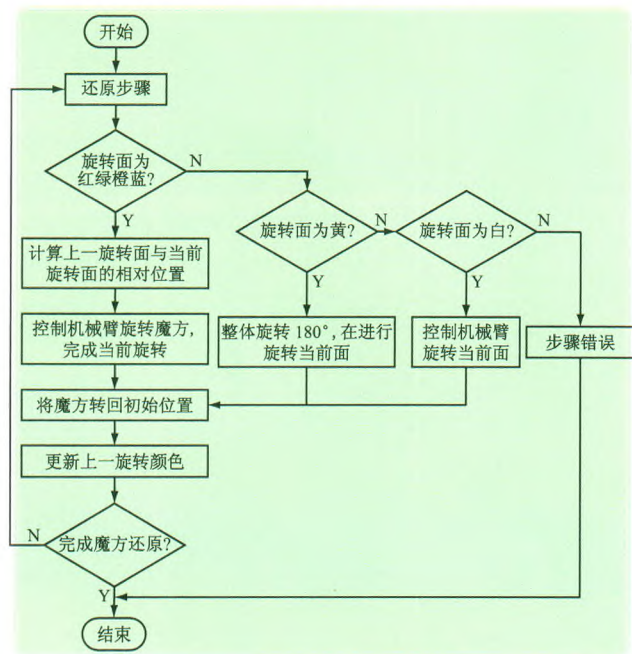 开始
还原步骤
旋转面为
红绿橙蓝?
N
Y
旋转面为黄?
N
Y
旋转面为白?
N
Y
计算上一旋转面与当前
旋转面的相对位置
控制机械臂旋转魔方,
完成当前旋转
整体旋转180°,在进行
旋转当前面
控制机械臂
旋转当前面
步骤错误
将魔方转回初始位置
更新上一旋转颜色
完成魔方还原?
N
Y
结束